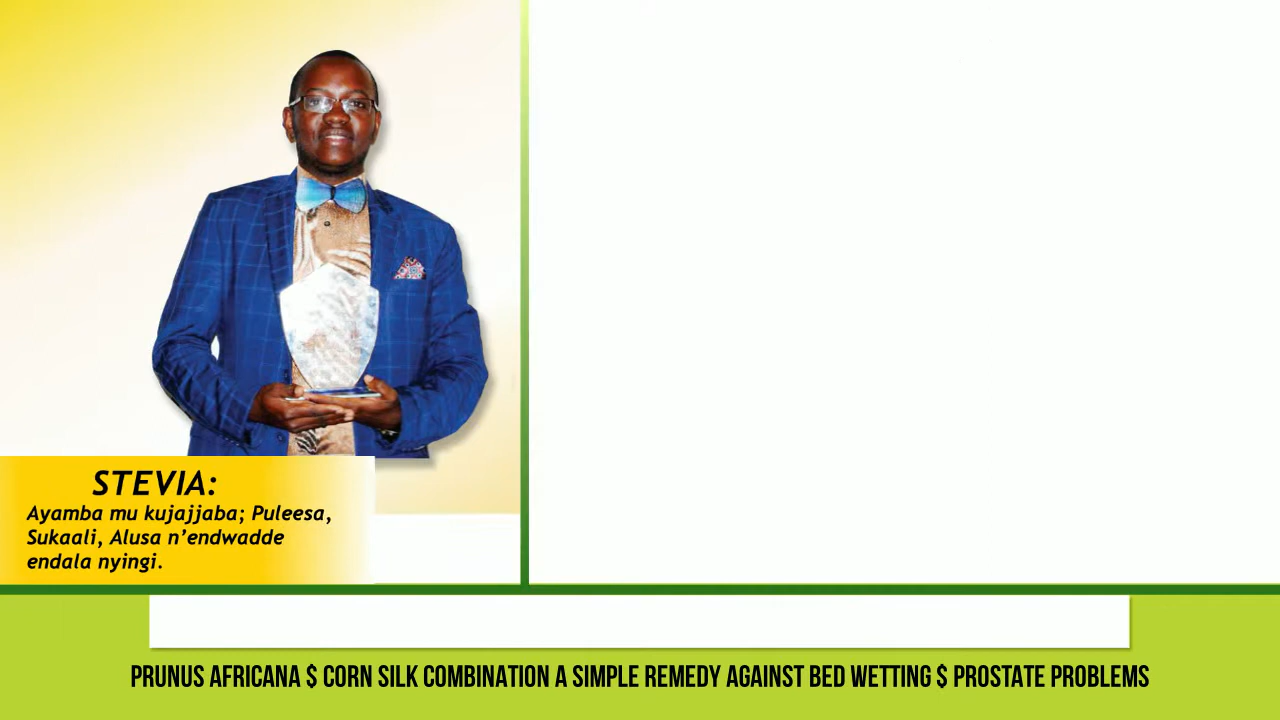 STEVIA:
Ayamba mu kujajjaba; Puleesa,
Sukaali, Alusa n’endwadde
endala nyingi.
PRUNUS AFRICANA $ CORN SILK COMBINATION A SIMPLE REMEDY AGAINST BED WETTING $ PROSTATE PROBLEMS